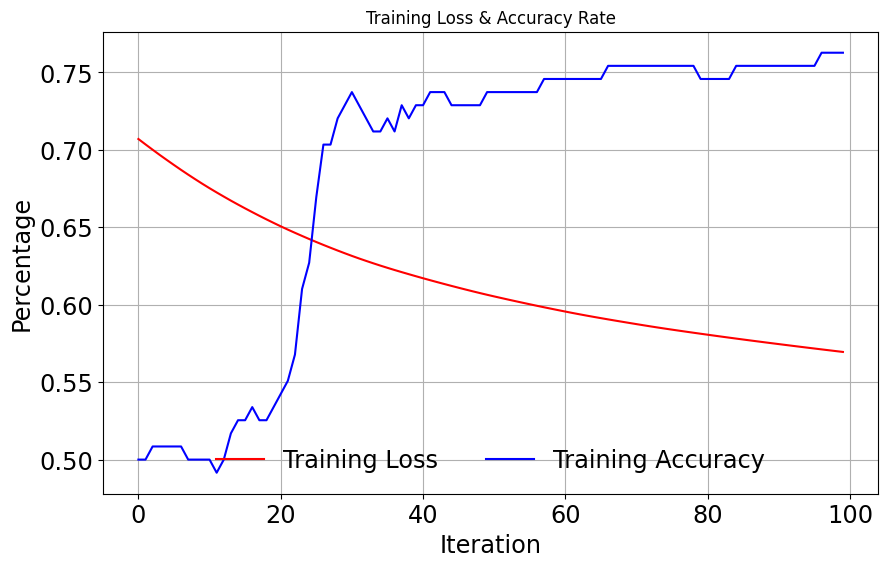 Training Loss & Accuracy Rate
Percentage
0.75
0.70
0.65
0.60
0.55
0.50
Training Loss
Training Accuracy
0 20 40 60 80 100
Iteration